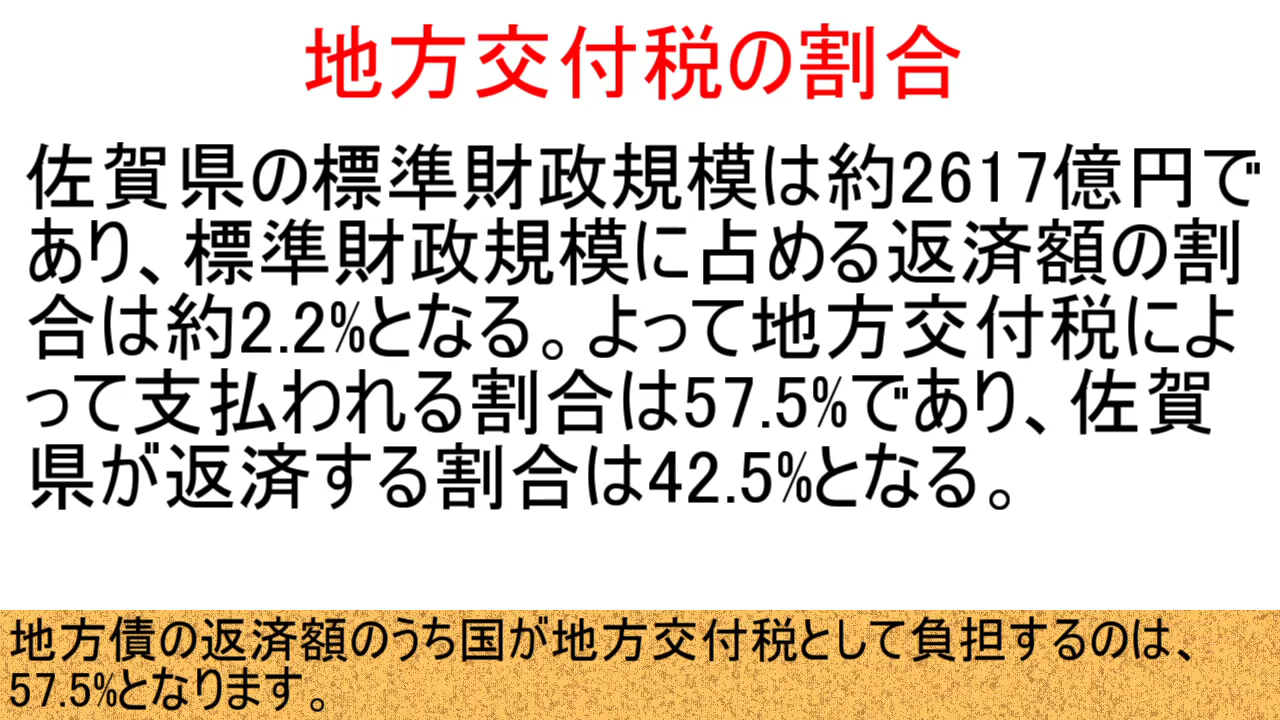 地方交付税の割合
佐賀県の標準財政規模は約2617億円で
あり、標準財政規模に占める返済額の割
合は約2.2%となる。よって地方交付税によ
って支払われる割合は57.5%であり、佐賀
県が返済する割合は42.5%となる。
地方債の返済額のうち国が地方交付税として負担するのは、
57.5%となります。